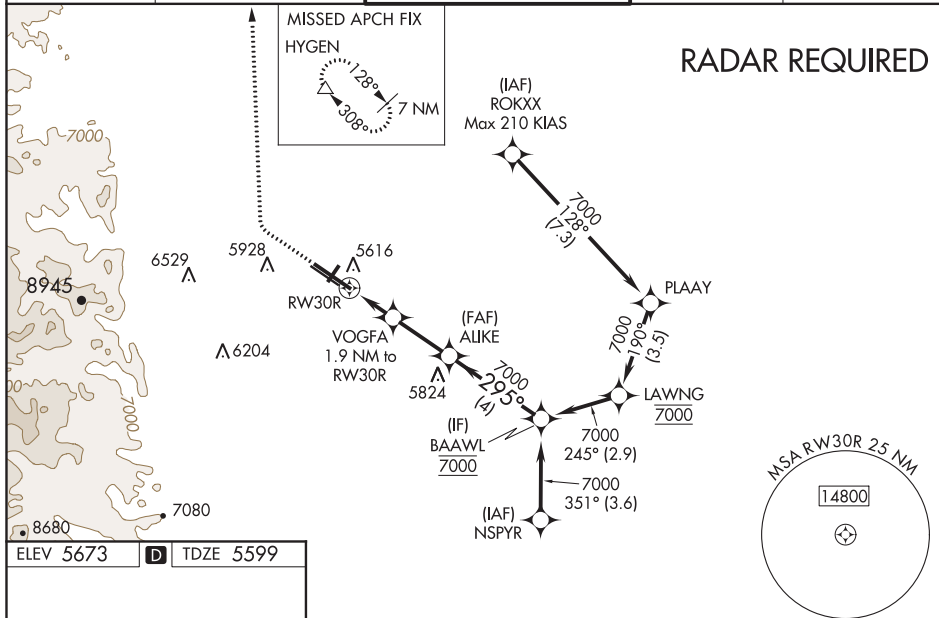 MISSED APCH FIX
HYGEN
128°
308°
7 NM
RADAR REQUIRED
(IAF)
ROKXX
Max 210 KIAS
7000
128°
(7.3)
PLAAY
7000
190°
(3.5)
LAWNG
7000
7000
245° (2.9)
7000
351° (3.6)
(IAF)
NSPYR
(IF)
BAAWL
7000
7000
295°
(4)
(FAF)
ALIKE
5824
VOGFA
1.9 NM to
RW30R
RW30R
5616
5928
6529
6204
7000
8945
7000
7000
7080
8680
MSA RW30R 25 NM
14800
ELEV 5673 D TDZE 5599